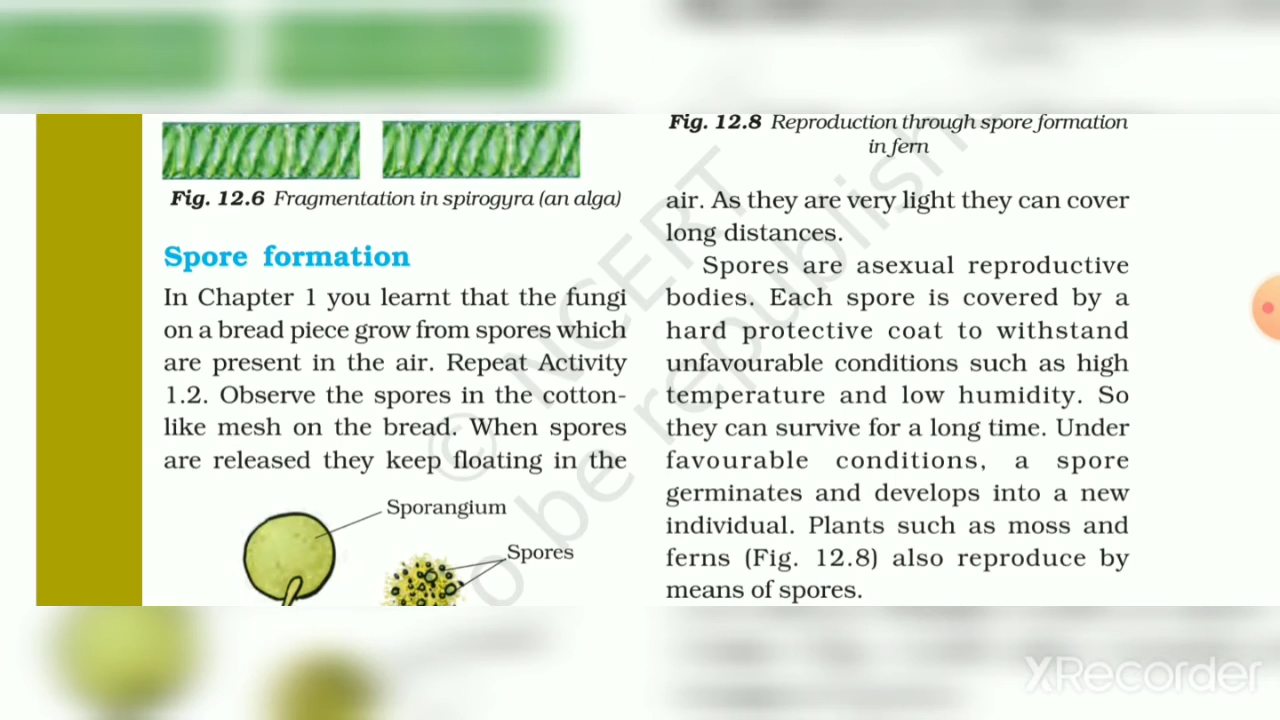 Fig. 12.6 Fragmentation in spirogyra (an alga)
Spore formation
In Chapter 1 you learnt that the fungi
on a bread piece grow from spores which
are present in the air. Repeat Activity
1.2. Observe the spores in the cotton-
like mesh on the bread. When spores
are released they keep floating in the
Sporangium
Spores
Fig. 12.8 Reproduction through spore formation
in fern
air. As they are very light they can cover
long distances.
Spores are asexual reproductive
bodies. Each spore is covered by a
hard protective coat to withstand
unfavourable conditions such as high
temperature and low humidity. So
they can survive for a long time. Under
favourable conditions, a spore
germinates and develops into a new
individual. Plants such as moss and
ferns (Fig. 12.8) also reproduce by
means of spores.
© NCERT
o be republish
XRecorder